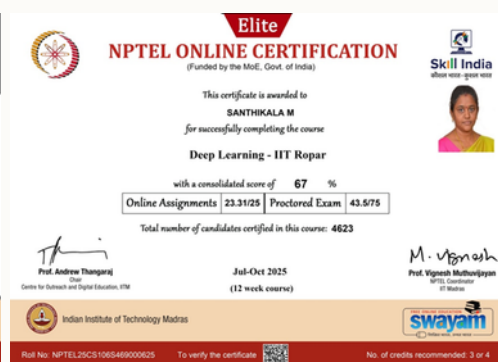 Elite
NPTEL ONLINE CERTIFICATION
(Funded by the MoE, Govt. of India)
Skill India
कौशल भारत - कुशल भारत
This certificate is awarded to
SANTHIKALA M
for successfully completing the course
Deep Learning - IIT Ropar
with a consolidated score of 67 %
Online Assignments 23.31/25 Proctored Exam 43.5/75
Total number of candidates certified in this course: 4623
Prof. Andrew Thangaraj
Chair
Centre for Outreach and Digital Education, IITM
Jul-Oct 2025
(12 week course)
M. Vignesh
Prof. Vignesh Muthuvijayan
NPTEL Coordinator
IIT Madras
Indian Institute of Technology Madras
swayam
Roll No: NPTEL25CS106S469000625 To verify the certificate No. of credits recommended: 3 or 4